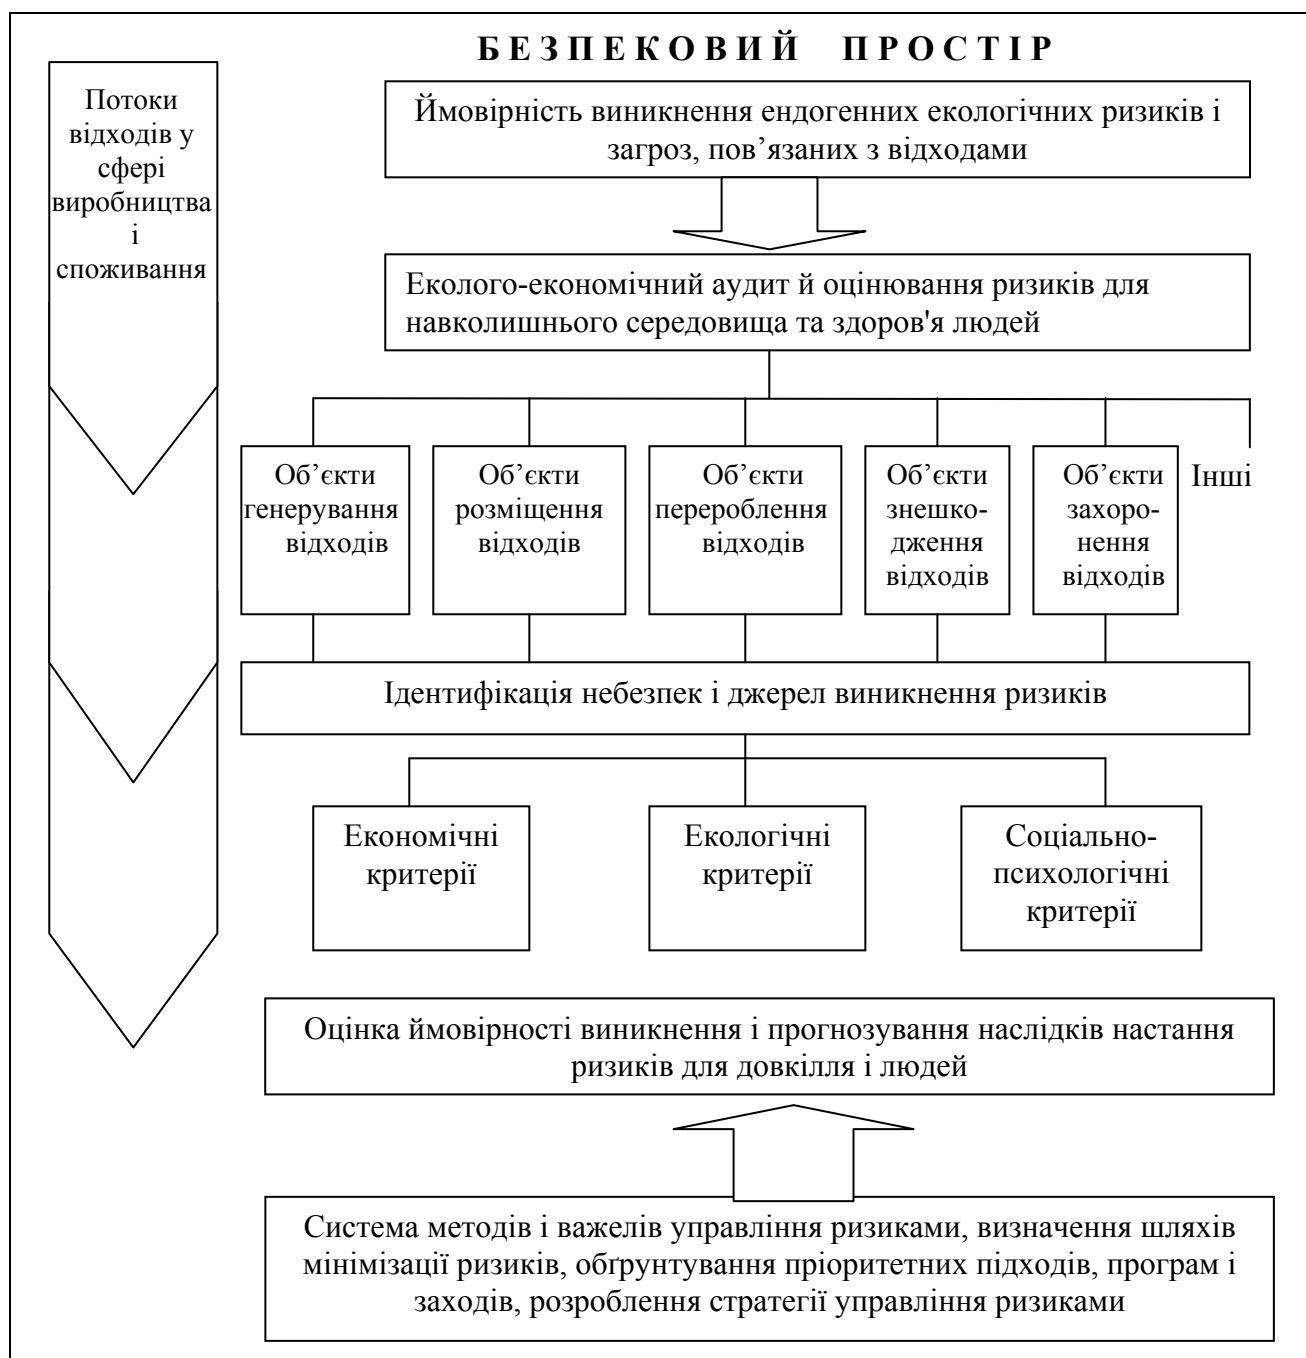 Б Е З П Е К О В И Й П Р О С Т І Р
Потоки
відходів у
сфері
виробництва
і
споживання
Ймовірність виникнення ендогенних екологічних ризиків і
загроз, пов’язаних з відходами
Еколого-економічний аудит й оцінювання ризиків для
навколишнього середовища та здоров'я людей
Об’єкти
генерування
відходів
Об’єкти
розміщення
відходів
Об’єкти
перероблення
відходів
Об’єкти
знешко-
дження
відходів
Об’єкти
захоро-
нення
відходів
Інші
Ідентифікація небезпек і джерел виникнення ризиків
Економічні
критерії
Екологічні
критерії
Соціально-
психологічні
критерії
Оцінка ймовірності виникнення і прогнозування наслідків настання
ризиків для довкілля і людей
Система методів і важелів управління ризиками, визначення шляхів
мінімізації ризиків, обґрунтування пріоритетних підходів, програм і
заходів, розроблення стратегії управління ризиками